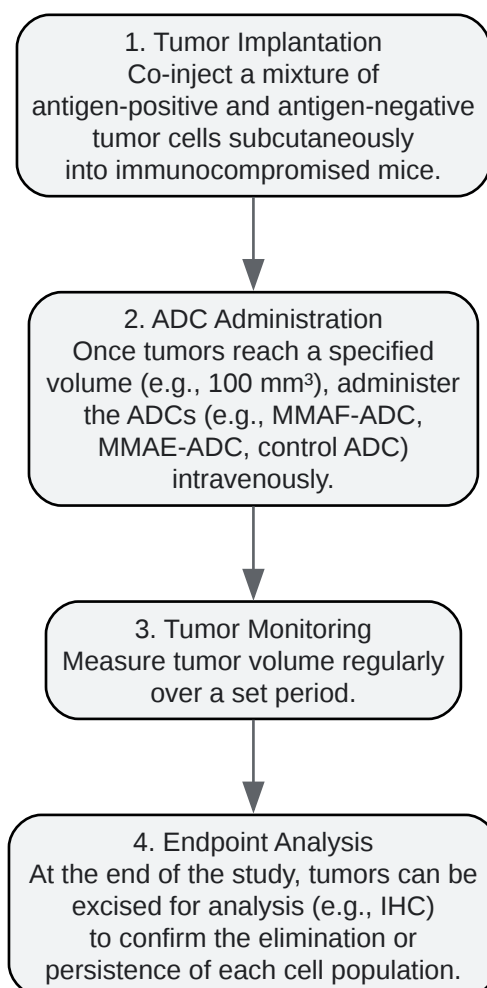 1. Tumor Implantation
Co-inject a mixture of
antigen-positive and antigen-negative
tumor cells subcutaneously
into immunocompromised mice.
2. ADC Administration
Once tumors reach a specified
volume (e.g., 100 mm³), administer
the ADCs (e.g., MMAF-ADC,
MMAE-ADC, control ADC)
intravenously.
3. Tumor Monitoring
Measure tumor volume regularly
over a set period.
4. Endpoint Analysis
At the end of the study, tumors can be
excised for analysis (e.g., IHC)
to confirm the elimination or
persistence of each cell population.